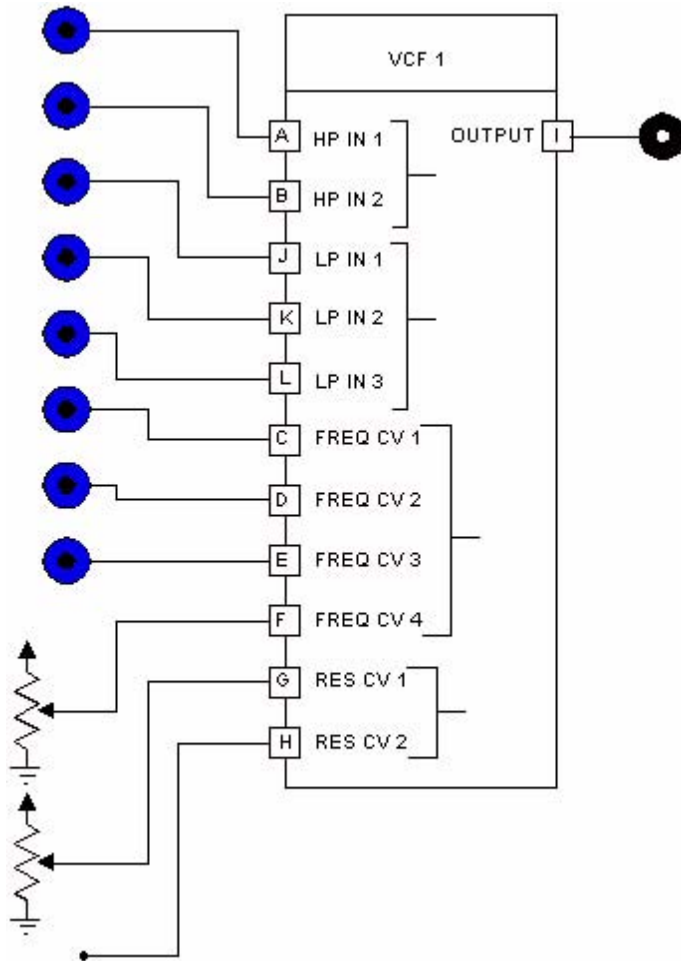 VCF 1
A HP IN 1 OUTPUT I
B HP IN 2
J LP IN 1
K LP IN 2
L LP IN 3
C FREQ CV 1
D FREQ CV 2
E FREQ CV 3
F FREQ CV 4
G RES CV 1
H RES CV 2